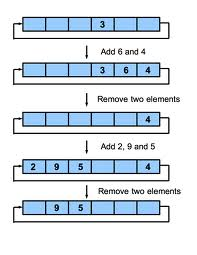 3
Add 6 and 4
3 6 4
Remove two elements
4
Add 2, 9 and 5
2 9 5 4
Remove two elements
9 5